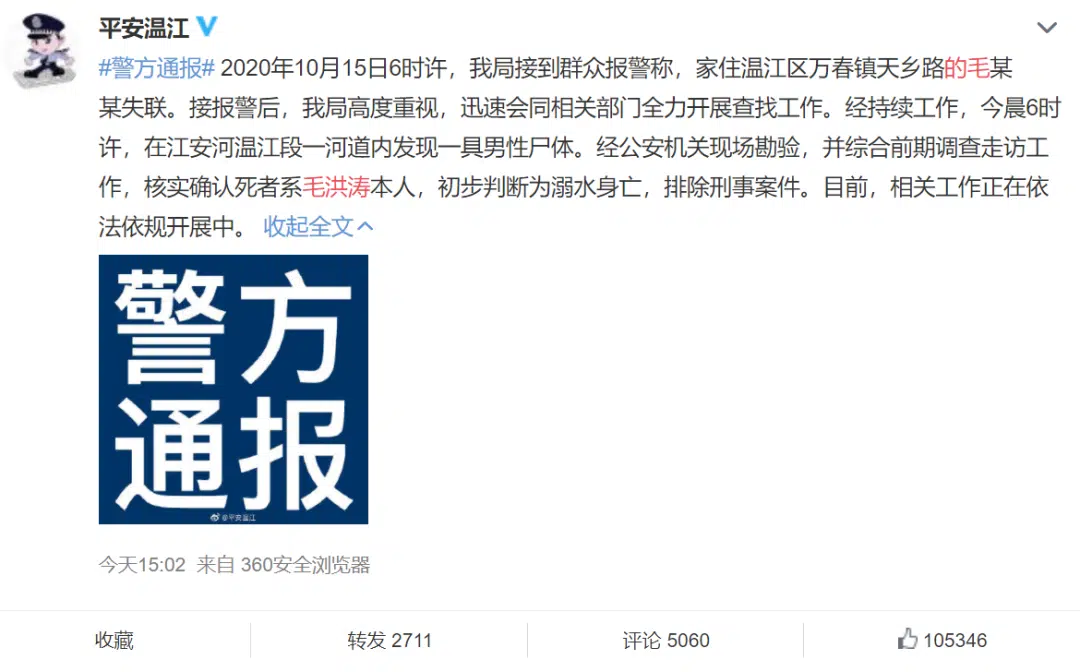 平安温江
#警方通报# 2020年10月15日6时许，我局接到群众报警称，家住温江区万春镇天乡路的毛某
某失联。接报警后，我局高度重视，迅速会同相关部门全力开展查找工作。经持续工作，今晨6时
许，在江安河温江段一河道内发现一具男性尸体。经公安机关现场勘验，并综合前期调查走访工
作，核实确认死者系毛洪涛本人，初步判断为溺水身亡，排除刑事案件。目前，相关工作正在依
法依规开展中。 收起全文
警方
通报
@平安温江
今天15:02 来自 360安全浏览器
收藏 转发 2711 评论 5060 105346